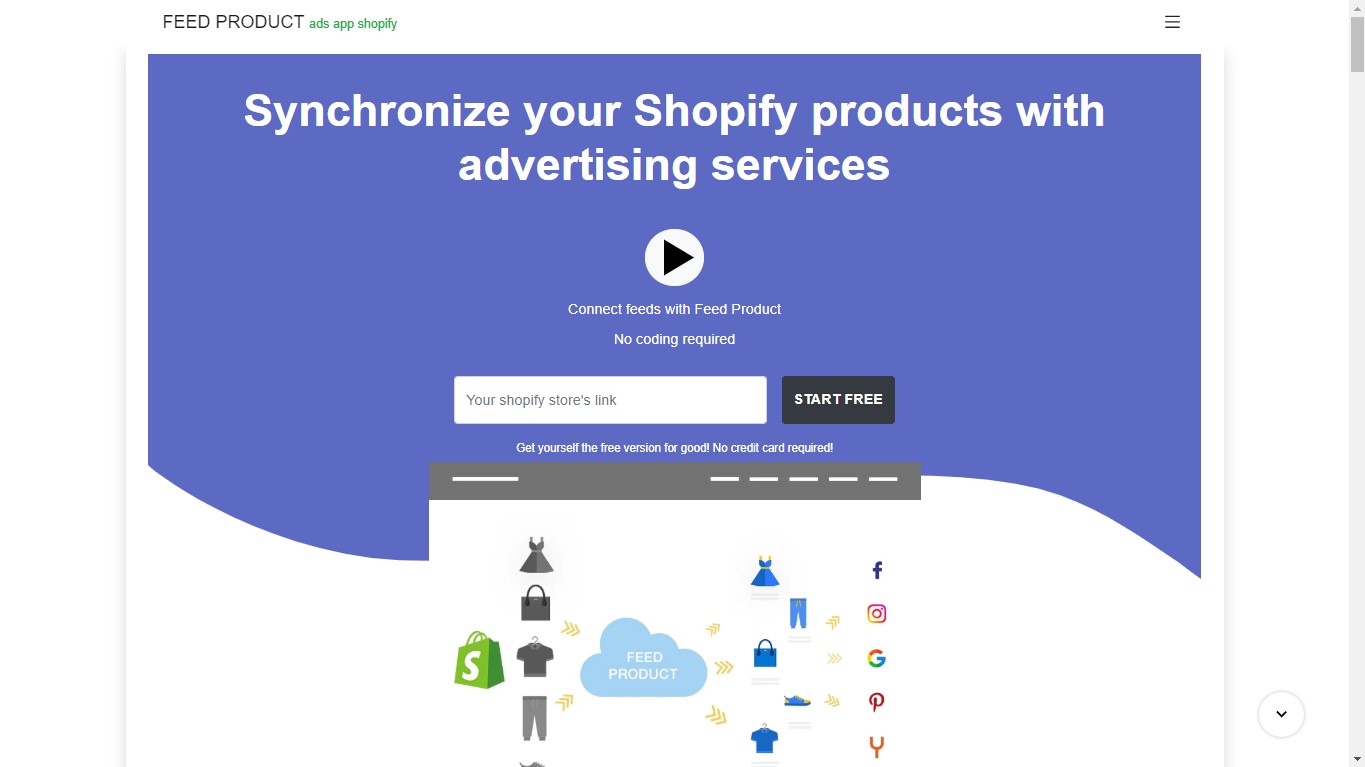 FEED PRODUCT ads app shopify
Synchronize your Shopify products with
advertising services
Connect feeds with Feed Product
No coding required
Your shopify store's link
START FREE
Get yourself the free version for good! No credit card required!
FEED
PRODUCT